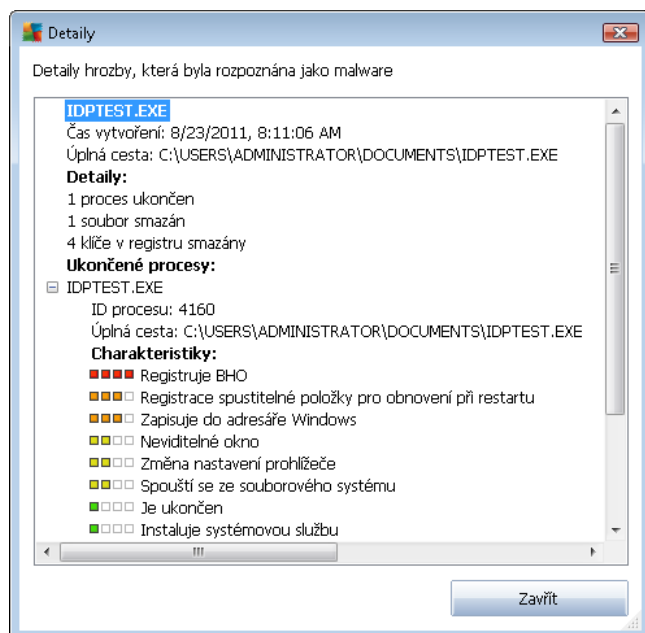 Detaily
Detaily hrozby, která byla rozpoznána jako malware
IDPTEST.EXE
Čas vytvoření: 8/23/2011, 8:11:06 AM
Úplná cesta: C:\USERS\ADMINISTRATOR\DOCUMENTS\IDPTEST.EXE
Detaily:
1 proces ukončen
1 soubor smazán
4 klíče v registru smazány
Ukončené procesy:
IDPTEST.EXE
ID procesu: 4160
Úplná cesta: C:\USERS\ADMINISTRATOR\DOCUMENTS\IDPTEST.EXE
Charakteristiky:
Registruje BHO
Registrace spustitelné položky pro obnovení při restartu
Zapisuje do adresáře Windows
Neviditelné okno
Změna nastavení prohlížeče
Spouští se ze souborového systému
Je ukončen
Instaluje systémovou službu
Zavřít